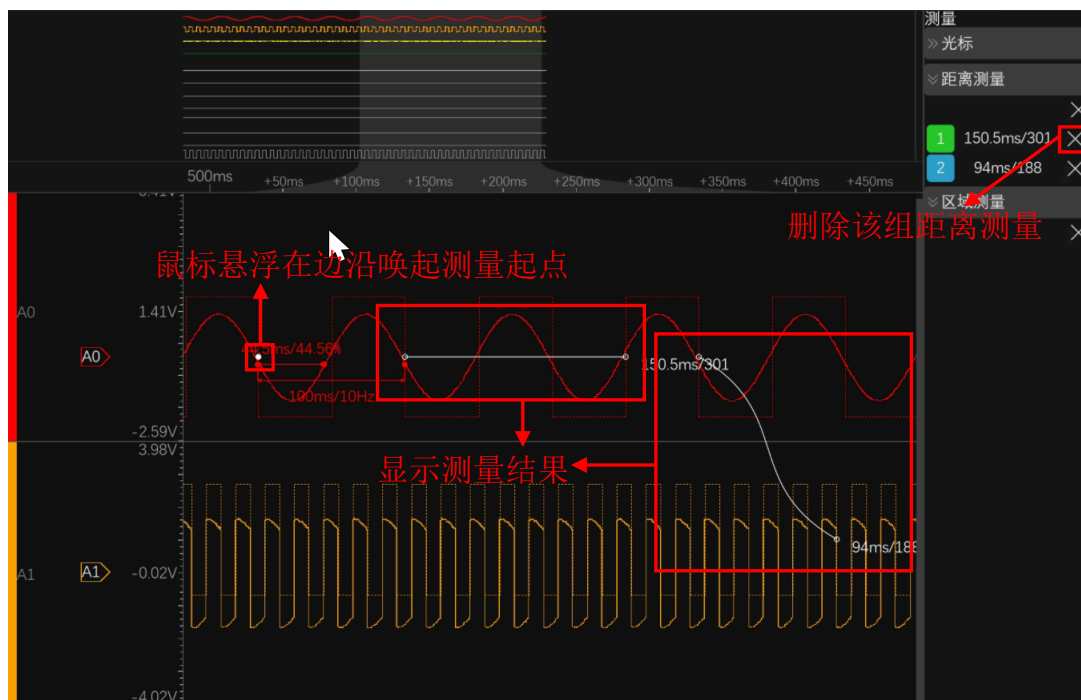 测量
光标
距离测量
1 150.5ms/301
2 94ms/188
区域测量
删除该组距离测量
500ms +50ms +100ms +150ms +200ms +250ms +300ms +350ms +400ms +450ms
鼠标悬浮在边沿唤起测量起点
A0
1.41V
A0
ms/44.56%
150.5ms/301
100ms/10Hz
-2.59V
3.98V
显示测量结果
94ms/188
A1
A1
-0.02V
-4.02V